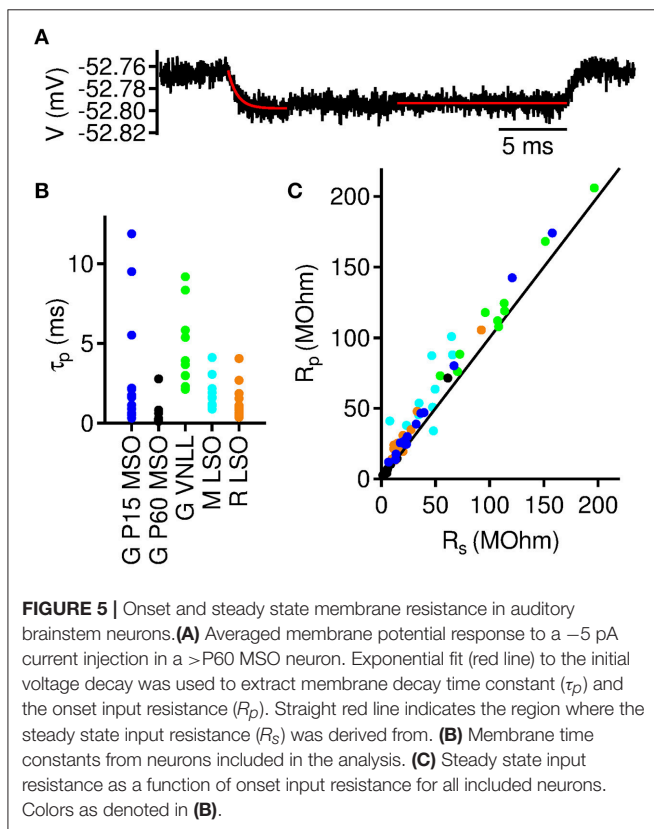 A
V (mV)
-52.76
-52.78
-52.80
-52.82
5 ms
B
τp (ms)
10
5
0
G P15 MSO
G P60 MSO
G VNLL
M LSO
R LSO
C
Rp (MOhm)
200
150
100
50
0
0 50 100 150 200
Rs (MOhm)
FIGURE 5 | Onset and steady state membrane resistance in auditory
brainstem neurons.(A) Averaged membrane potential response to a −5 pA
current injection in a >P60 MSO neuron. Exponential fit (red line) to the initial
voltage decay was used to extract membrane decay time constant (τp) and
the onset input resistance (Rp). Straight red line indicates the region where the
steady state input resistance (Rs) was derived from. (B) Membrane time
constants from neurons included in the analysis. (C) Steady state input
resistance as a function of onset input resistance for all included neurons.
Colors as denoted in (B).